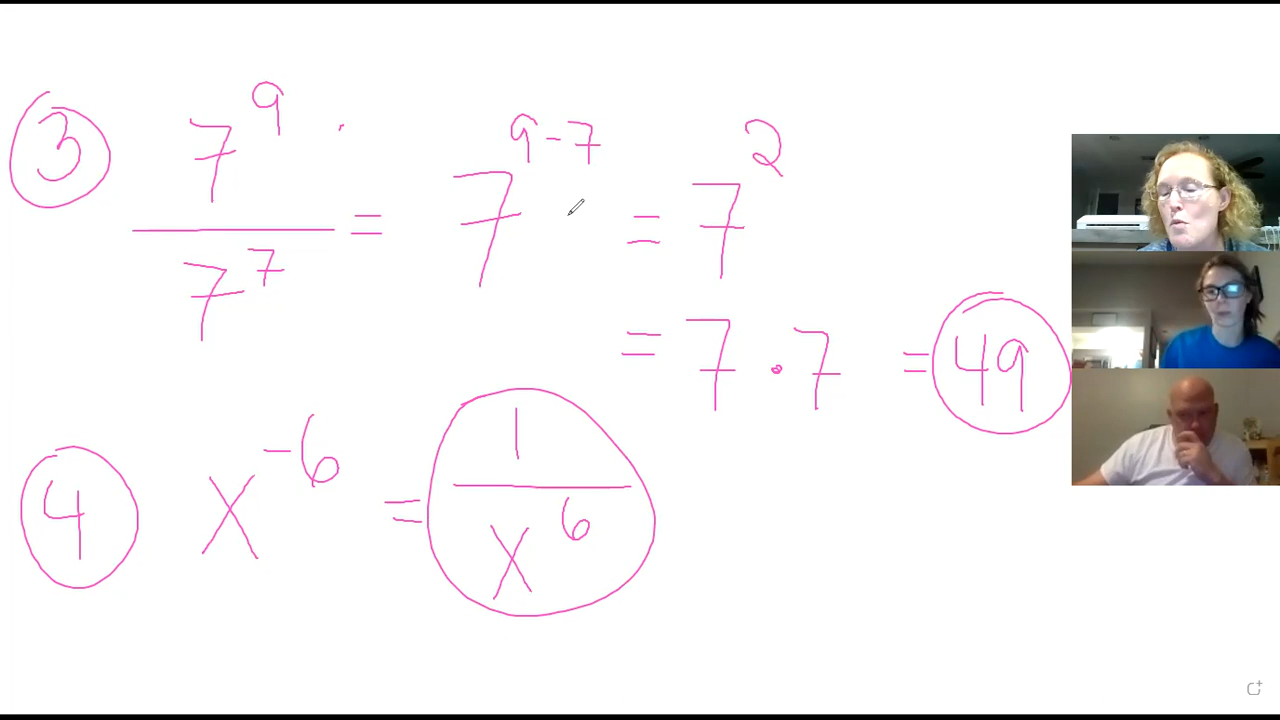 ③ 7^9 / 7^7 = 7^{9-7} = 7^2
= 7 · 7 = 49
④ x^{-6} = 1 / x^6